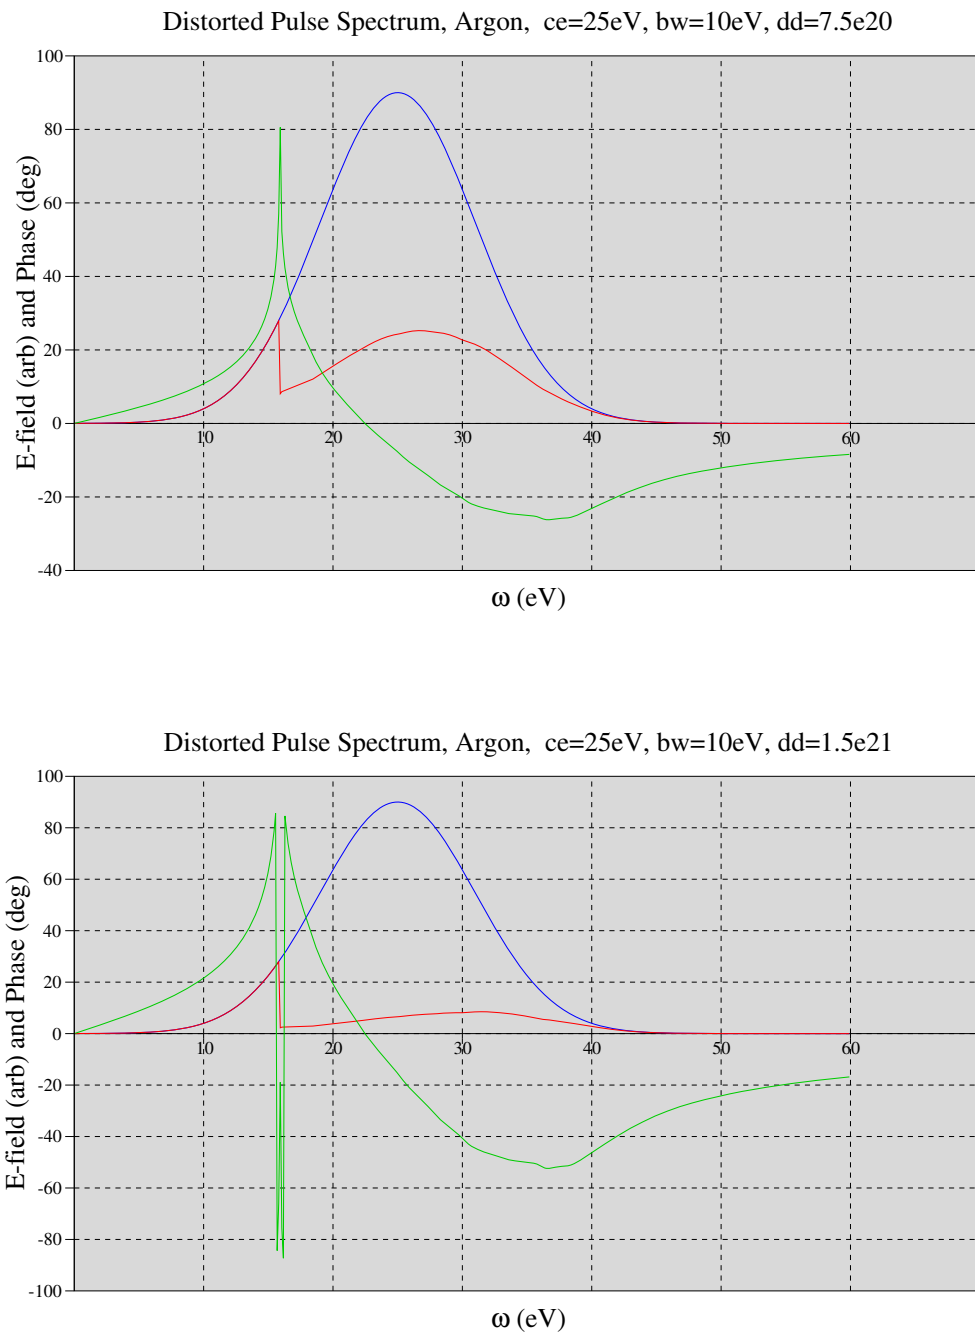 Distorted Pulse Spectrum, Argon,  ce=25eV, bw=10eV, dd=7.5e20
100
80
60
40
20
0
-20
-40
E-field (arb) and Phase (deg)
10 20 30 40 50 60
ω (eV)
Distorted Pulse Spectrum, Argon,  ce=25eV, bw=10eV, dd=1.5e21
100
80
60
40
20
0
-20
-40
-60
-80
-100
E-field (arb) and Phase (deg)
10 20 30 40 50 60
ω (eV)